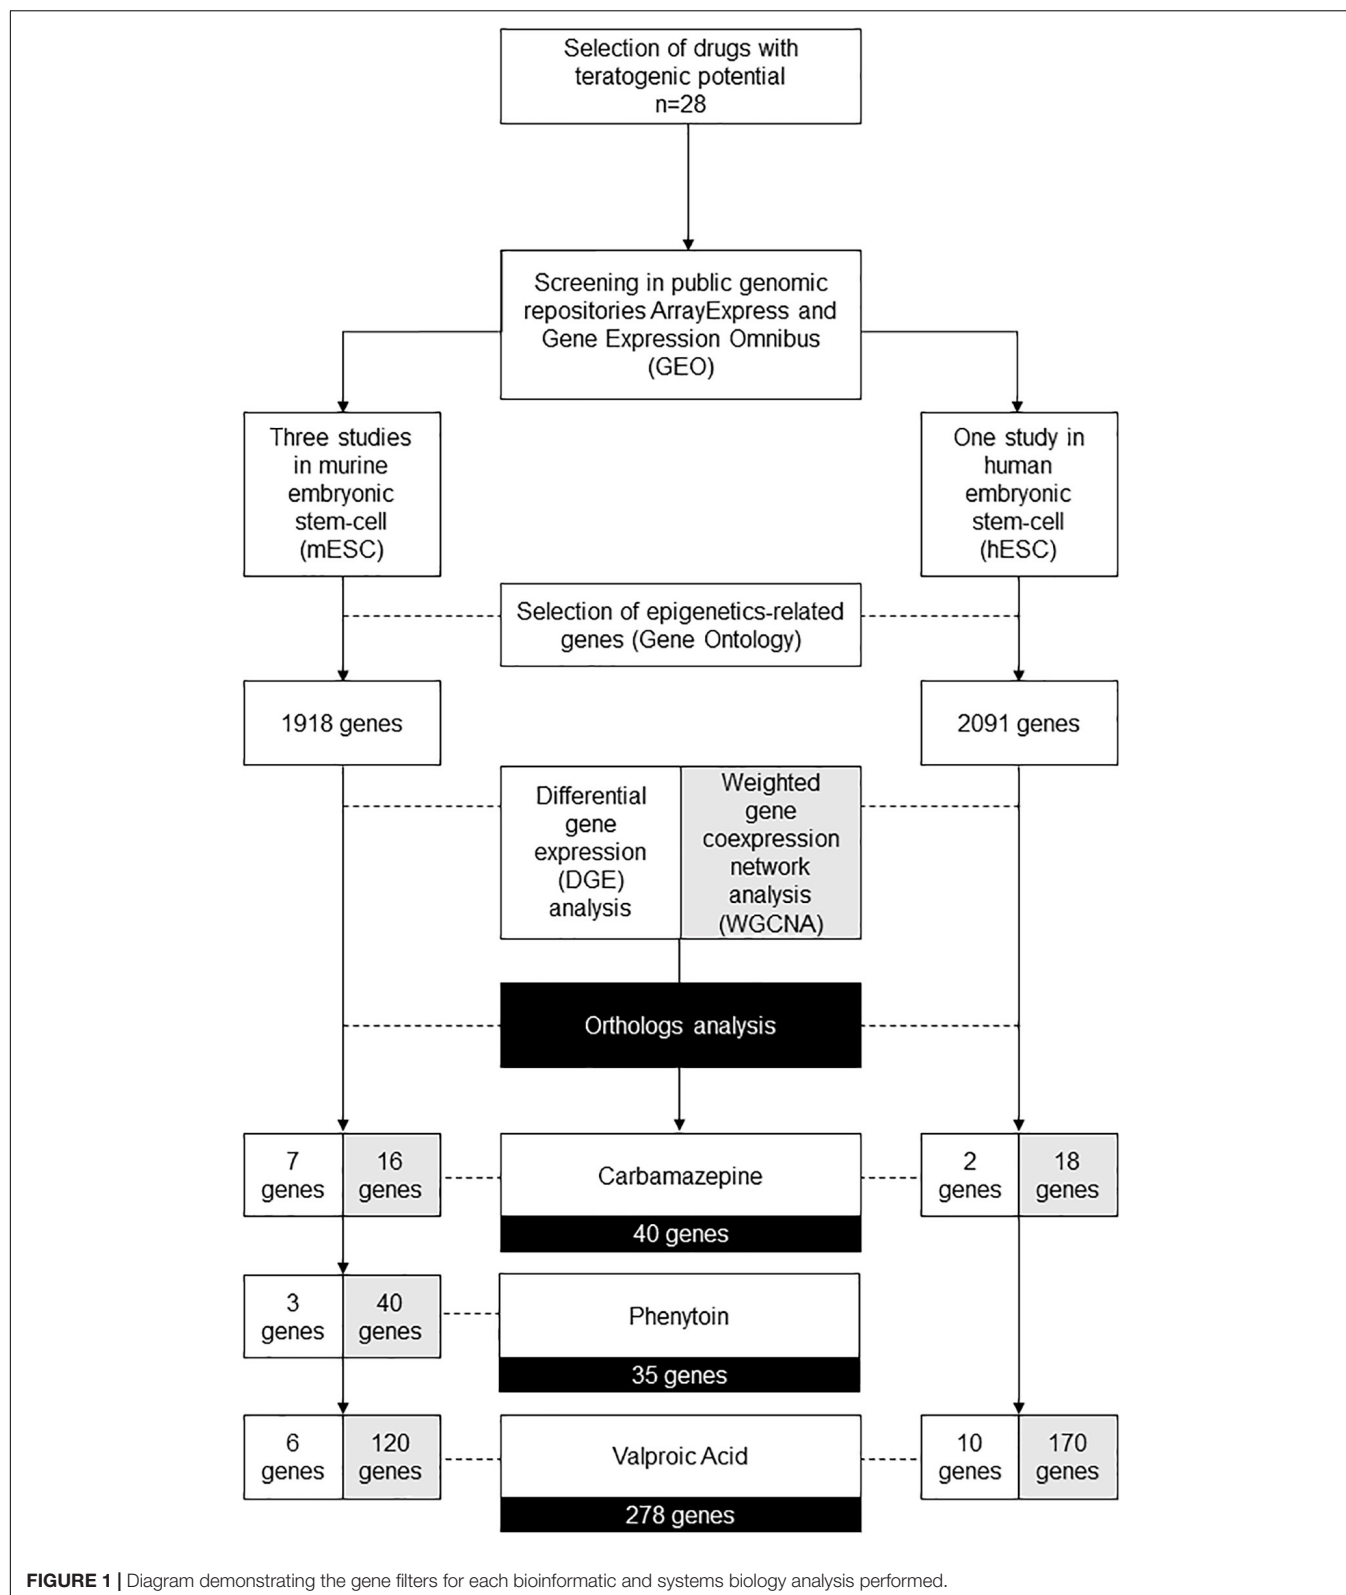 Selection of drugs with
teratogenic potential
n=28
Screening in public genomic
repositories ArrayExpress and
Gene Expression Omnibus
(GEO)
Three studies
in murine
embryonic
stem-cell
(mESC)
One study in
human
embryonic
stem-cell
(hESC)
Selection of epigenetics-related
genes (Gene Ontology)
1918 genes
2091 genes
Differential
gene
expression
(DGE)
analysis
Weighted
gene
coexpression
network
analysis
(WGCNA)
Orthologs analysis
7
genes
16
genes
Carbamazepine
40 genes
2
genes
18
genes
3
genes
40
genes
Phenytoin
35 genes
6
genes
120
genes
Valproic Acid
278 genes
10
genes
170
genes
FIGURE 1 | Diagram demonstrating the gene filters for each bioinformatic and systems biology analysis performed.